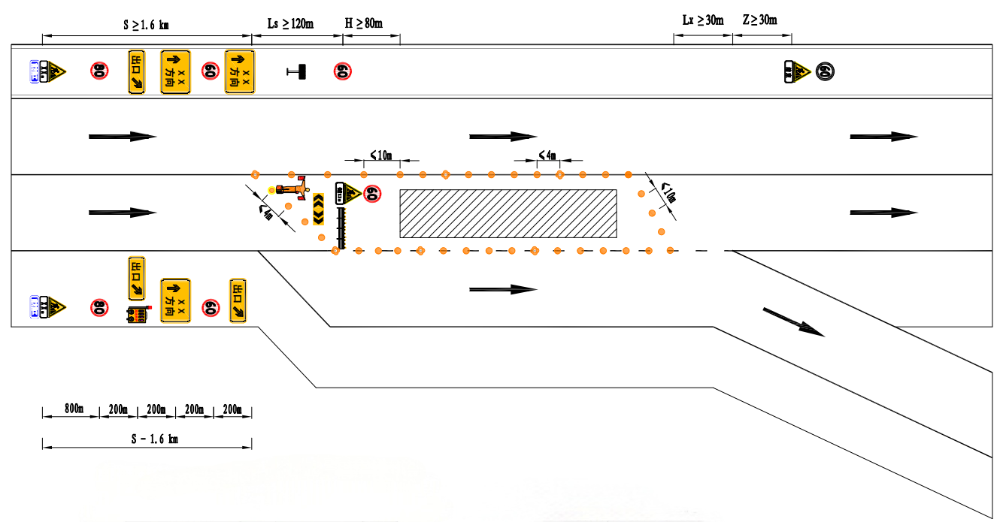 S ≥1.6 km
Ls ≥120m
H ≥80m
Lx ≥30m
Z≥30m
××。
80
出口
××
方向
60
××
方向
60
60
≤10m
≤4m
≤4m
60
≤10m
××。
80
出口
××
方向
60
出口
800m
200m
200m
200m
200m
S - 1.6 km